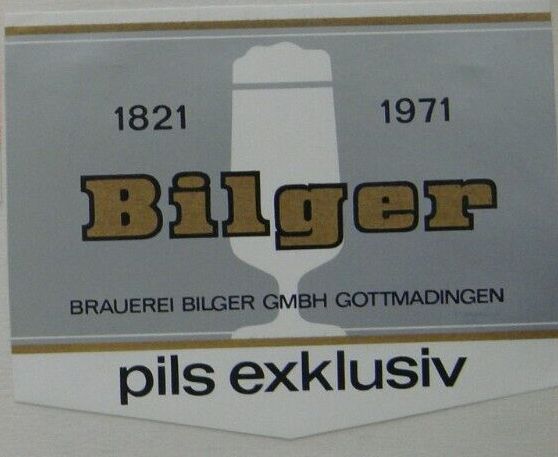 1821 1971
Bilger
BRAUEREI BILGER GMBH GOTTMADINGEN
pils exklusiv